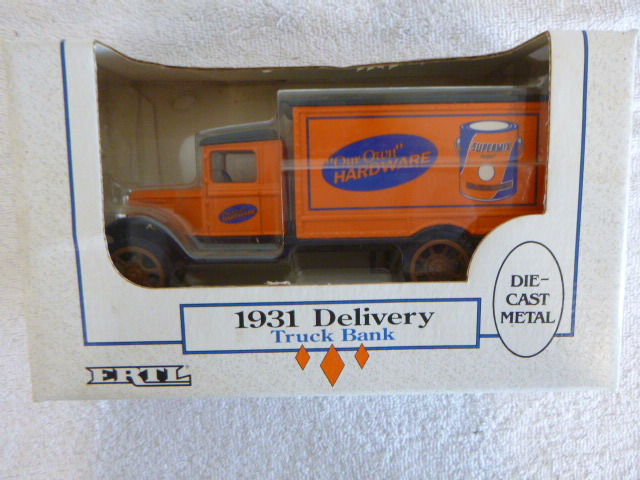 "Our Own"
HARDWARE
SUPERMIX
DIE-
CAST
METAL
1931 Delivery
Truck Bank
ERTL